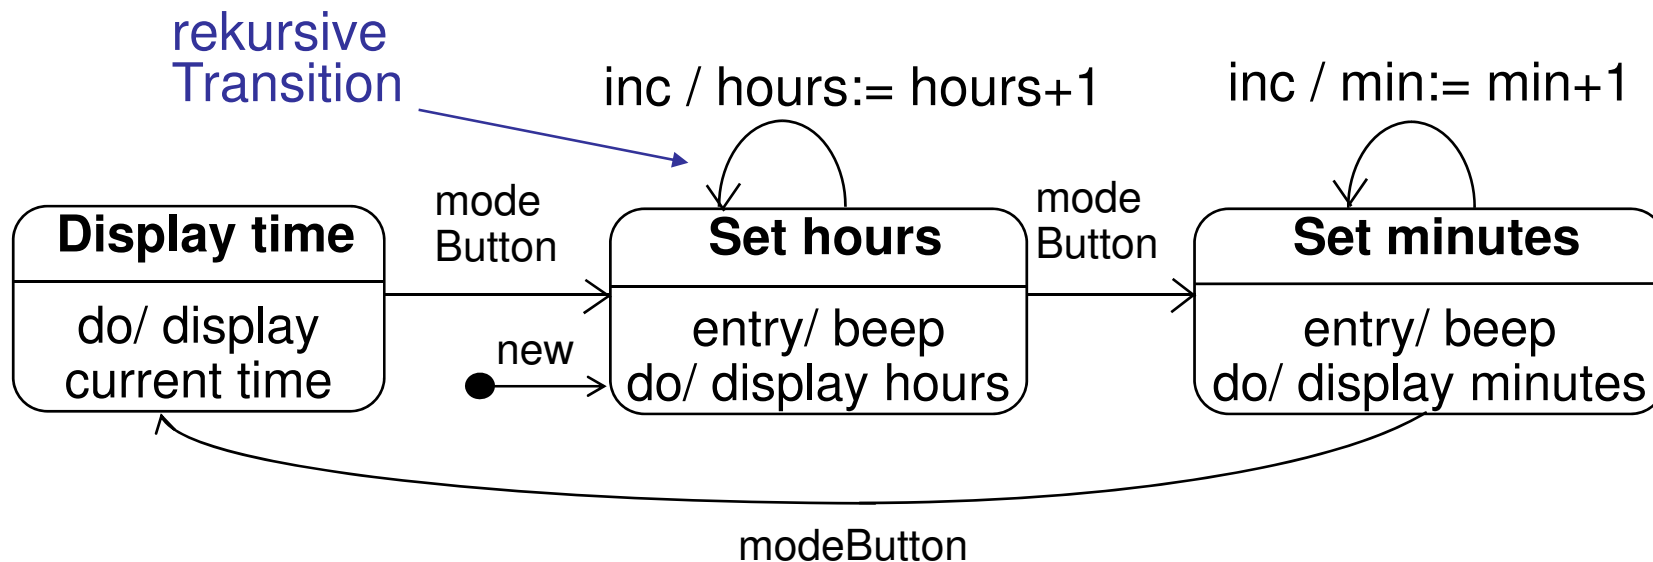 rekursive
Transition
inc / hours:= hours+1
inc / min:= min+1
mode
Button
mode
Button
Display time
do/ display
current time
new
Set hours
entry/ beep
do/ display hours
Set minutes
entry/ beep
do/ display minutes
modeButton